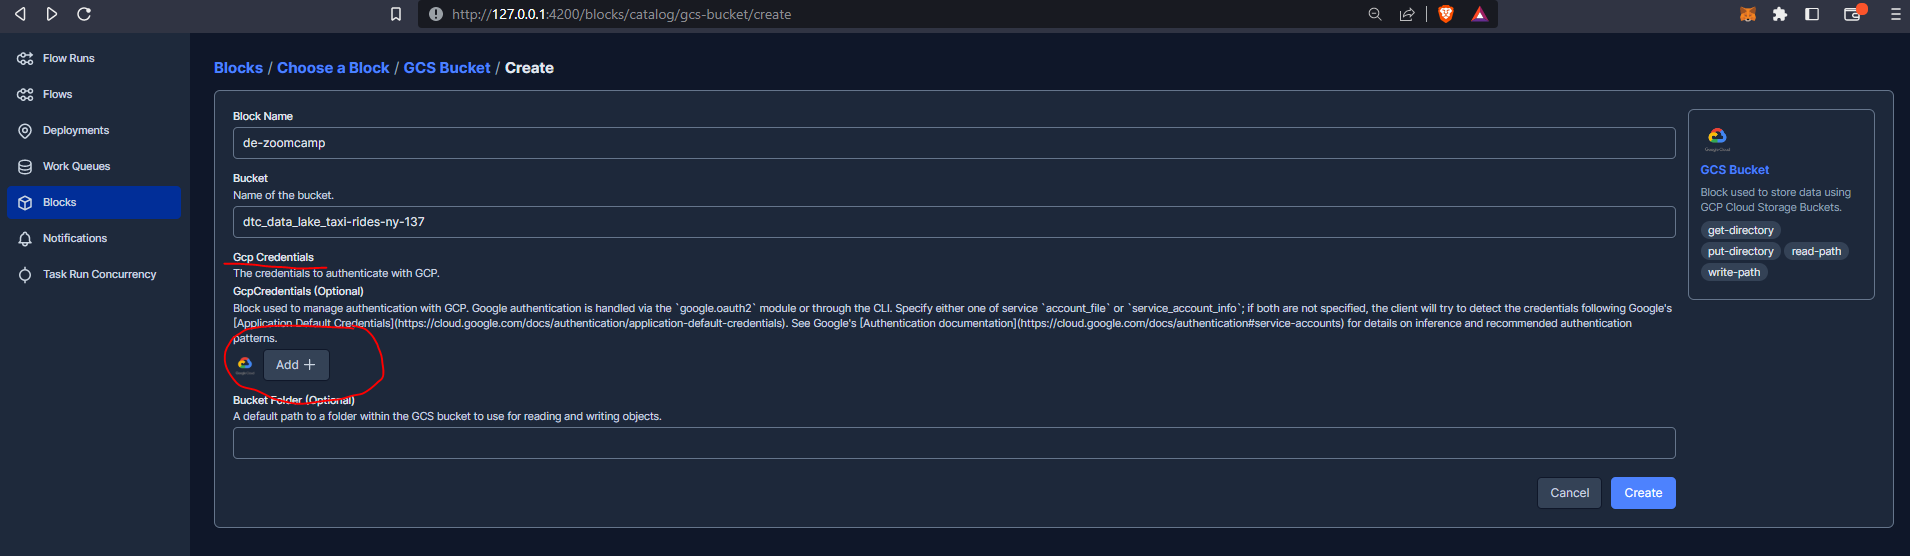 http://127.0.0.1:4200/blocks/catalog/gcs-bucket/create
Flow Runs
Flows
Deployments
Work Queues
Blocks
Notifications
Task Run Concurrency
Blocks / Choose a Block / GCS Bucket / Create
Block Name
de-zoomcamp
Bucket
Name of the bucket.
dtc_data_lake_taxi-rides-ny-137
Gcp Credentials
The credentials to authenticate with GCP.
GcpCredentials (Optional)
Block used to manage authentication with GCP. Google authentication is handled via the `google.oauth2` module or through the CLI. Specify either one of service `account_file` or `service_account_info`; if both are not specified, the client will try to detect the credentials following Google's
[Application Default Credentials](https://cloud.google.com/docs/authentication/application-default-credentials). See Google's [Authentication documentation](https://cloud.google.com/docs/authentication#service-accounts) for details on inference and recommended authentication
patterns.
Google Cloud
Add +
Bucket Folder (Optional)
A default path to a folder within the GCS bucket to use for reading and writing objects.
Cancel
Create
Google Cloud
GCS Bucket
Block used to store data using
GCP Cloud Storage Buckets.
get-directory
put-directory
read-path
write-path